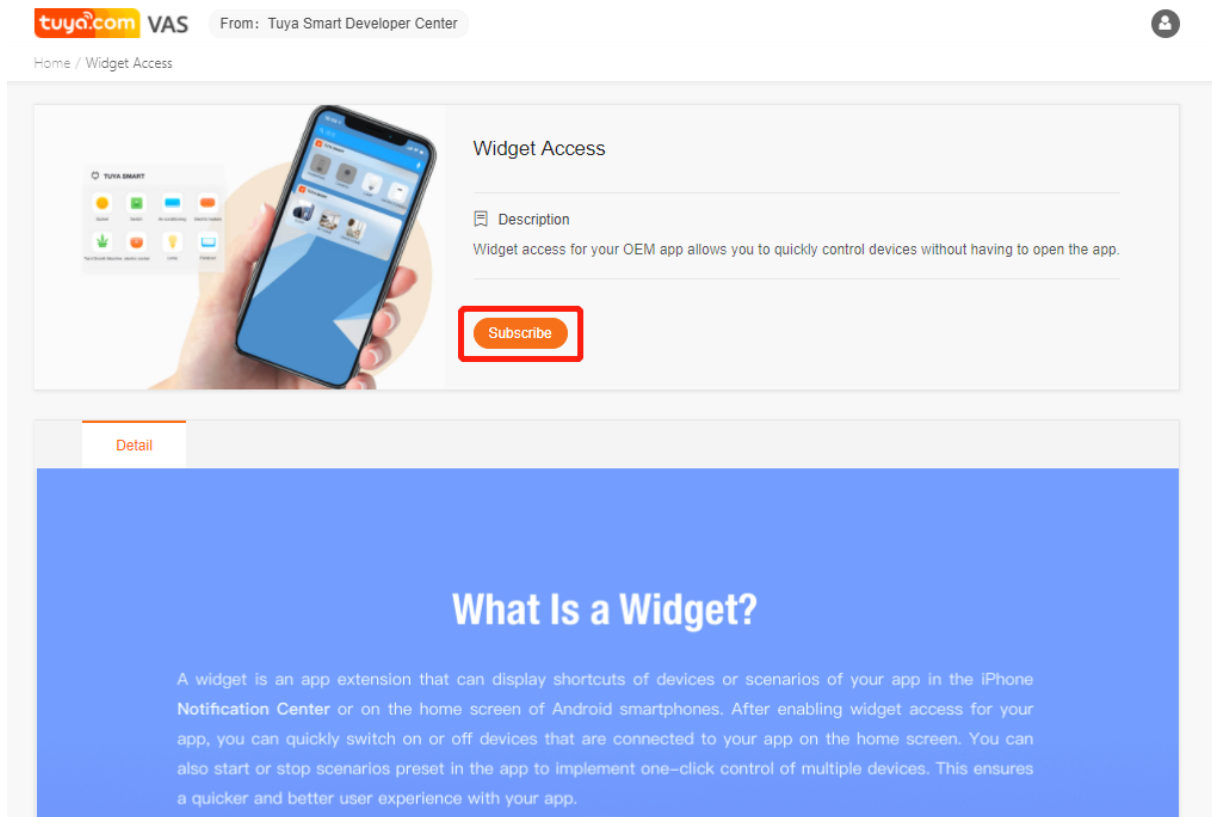 tuya.com VAS From: Tuya Smart Developer Center
Home / Widget Access
TUYA SMART
Widget Access
Description
Widget access for your OEM app allows you to quickly control devices without having to open the app.
Subscribe
Detail
What Is a Widget?
A widget is an app extension that can display shortcuts of devices or scenarios of your app in the iPhone
Notification Center or on the home screen of Android smartphones. After enabling widget access for your
app, you can quickly switch on or off devices that are connected to your app on the home screen. You can
also start or stop scenarios preset in the app to implement one-click control of multiple devices. This ensures
a quicker and better user experience with your app.